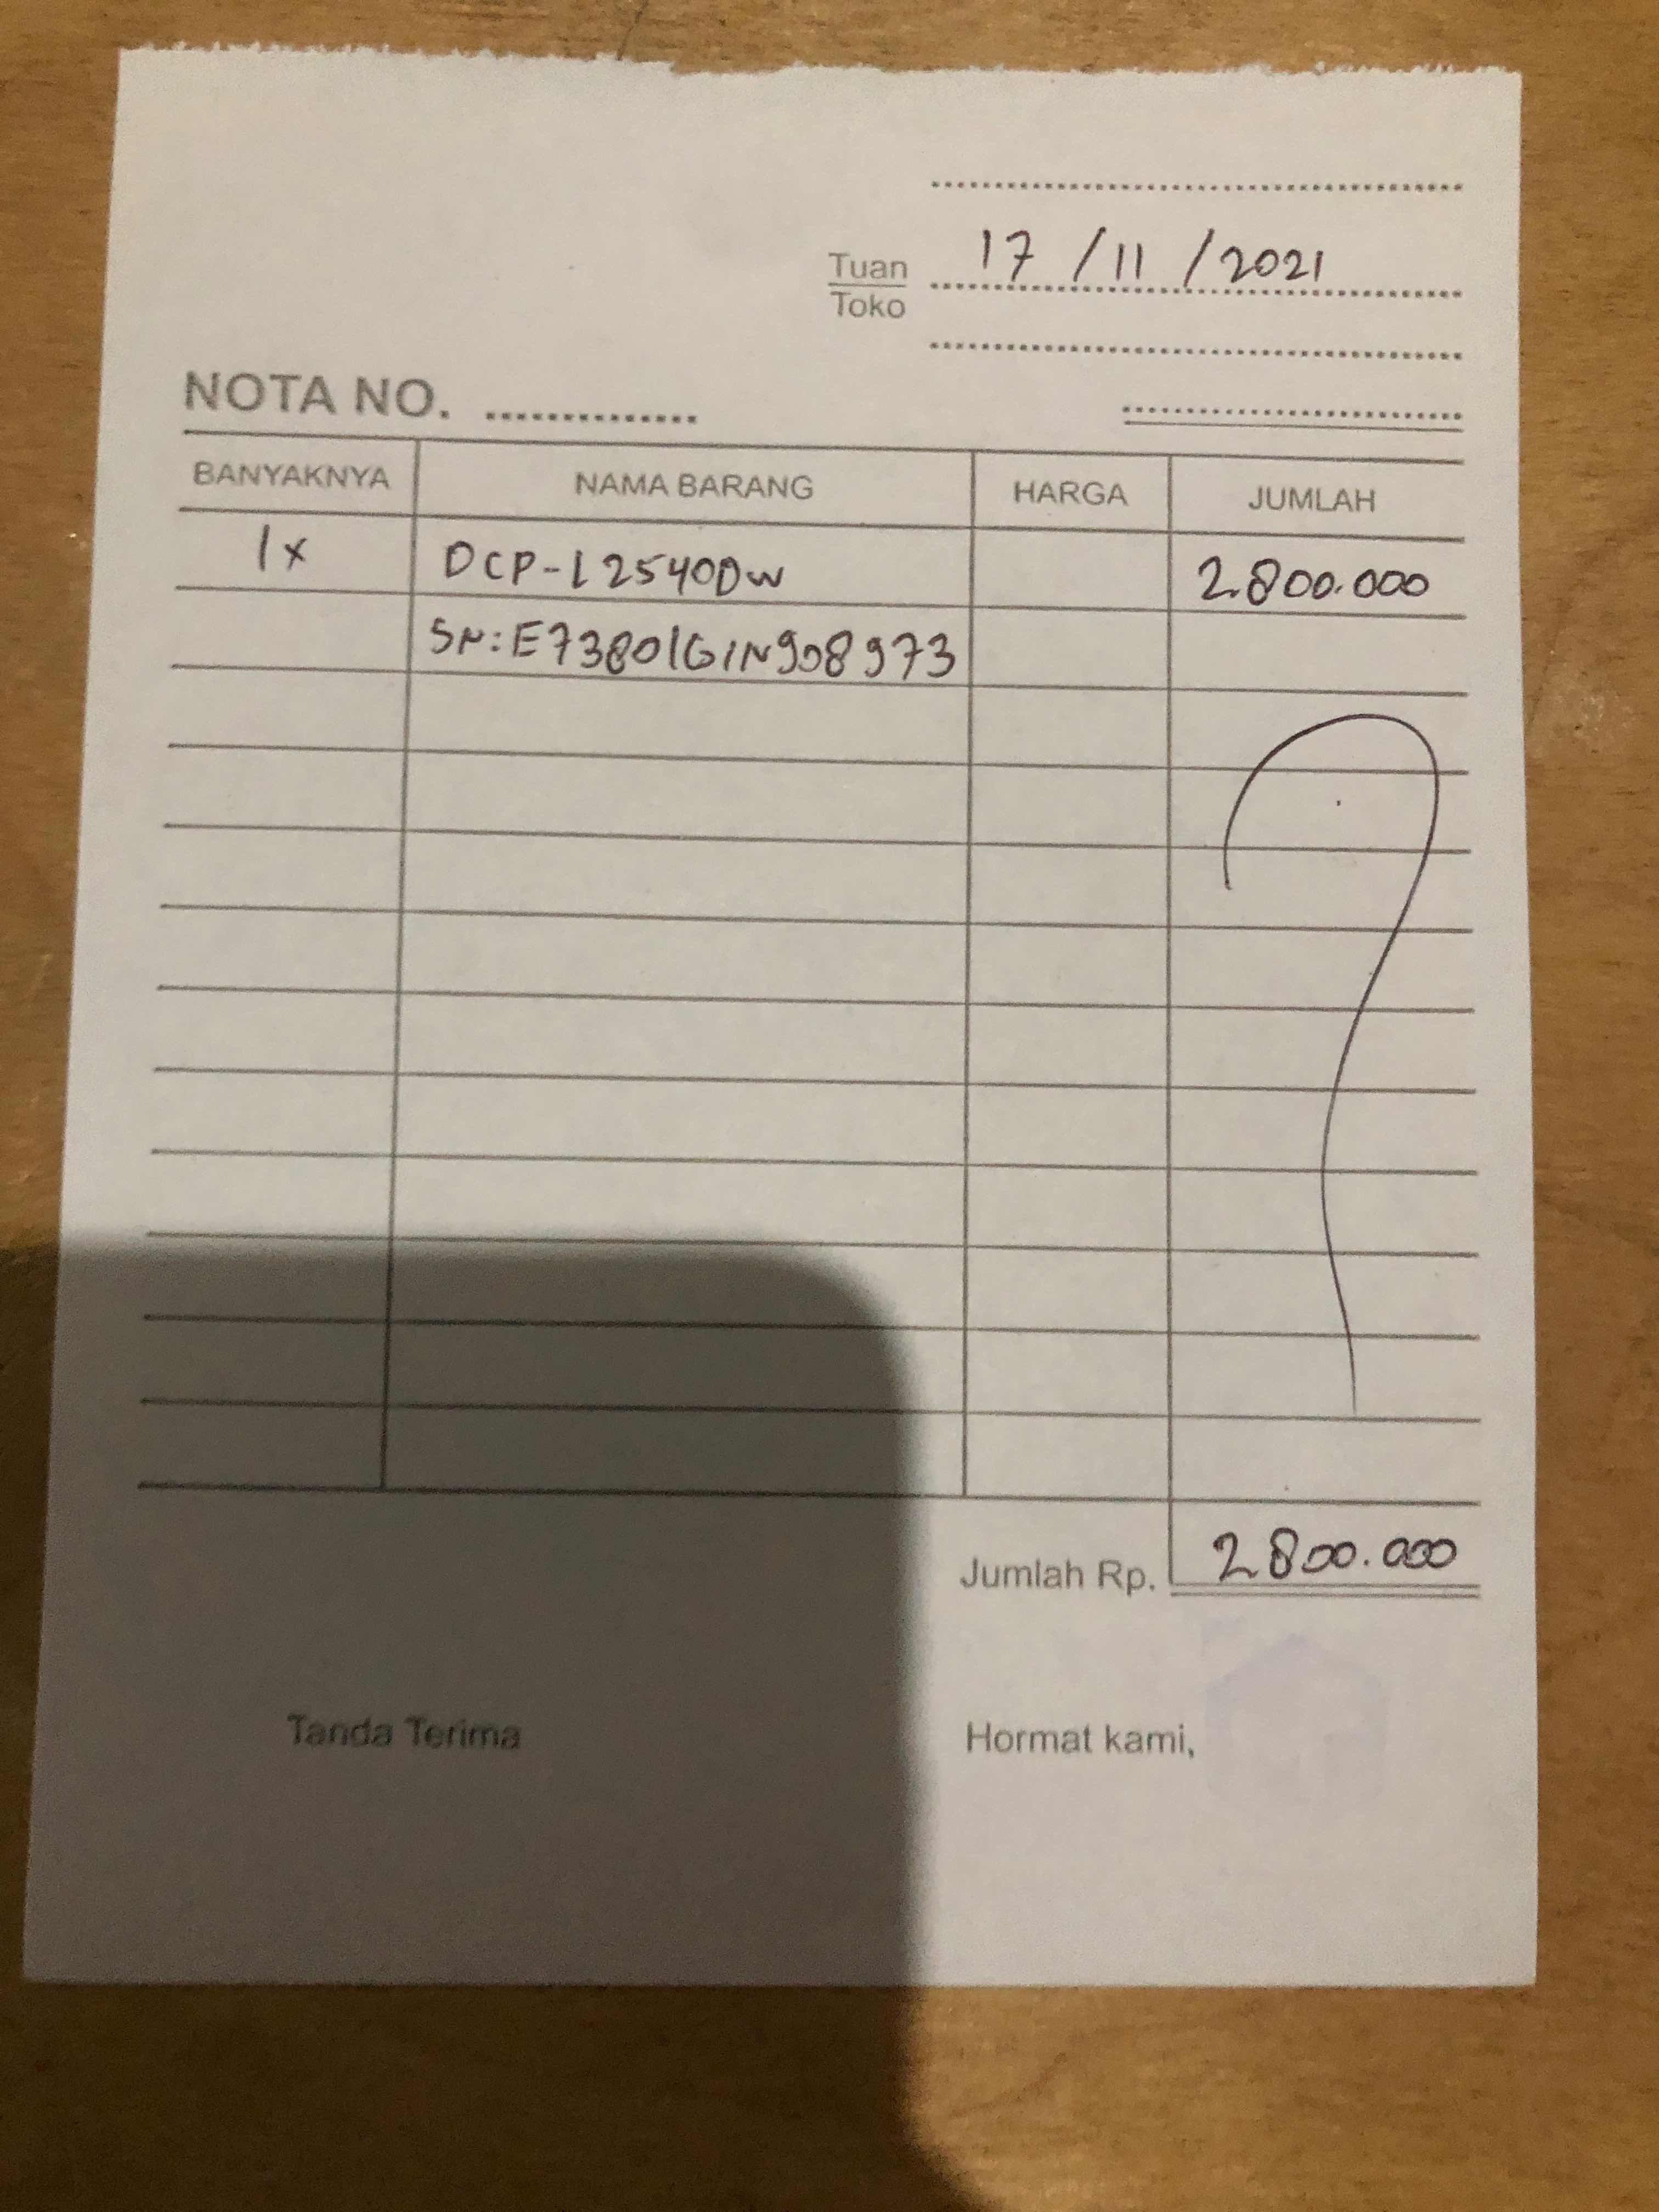 17/11/2021
Tuan
Toko
NOTA NO. ..............
BANYAKNYA NAMA BARANG HARGA JUMLAH
1x DCP-L2540DW 2.800.000
SN: E73801G1N908973
Jumlah Rp. 2.800.000
Tanda Terima Hormat kami,